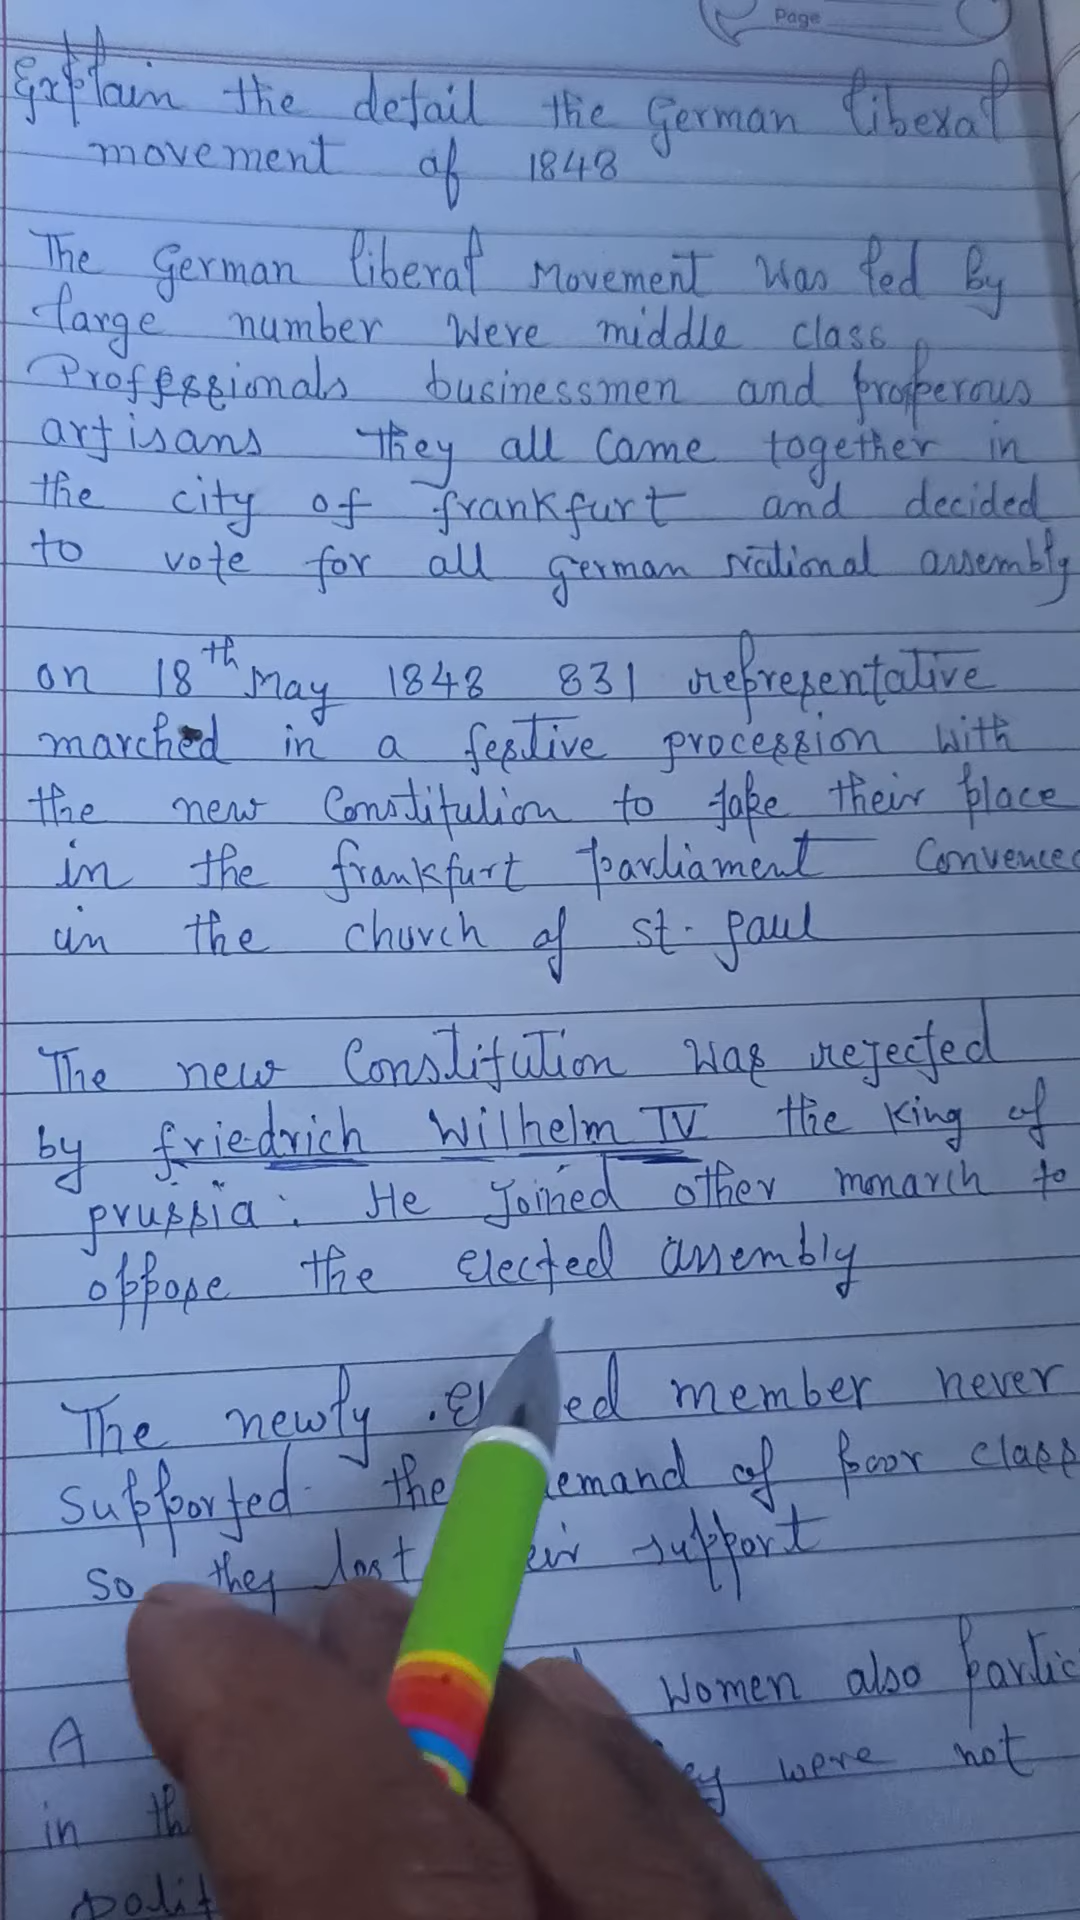 Page
Explain the detail the German liberal
movement of 1848
The German liberal movement was led by
large number were middle class
Professionals businessmen and prosperous
artisans they all came together in
the city of frankfurt and decided
to vote for all german National assembly
on 18th May 1848 831 representative
marched in a festive procession with
the new Constitution to take their place
in the frankfurt parliament Convence
in the church of st. paul
The new Constitution was rejected
by friedrich Wilhelm IV the King of
prussia. He joined other monarch to
oppose the elected assembly
The newly member never
supported the of poor class
so they lost support
A women also
in were not